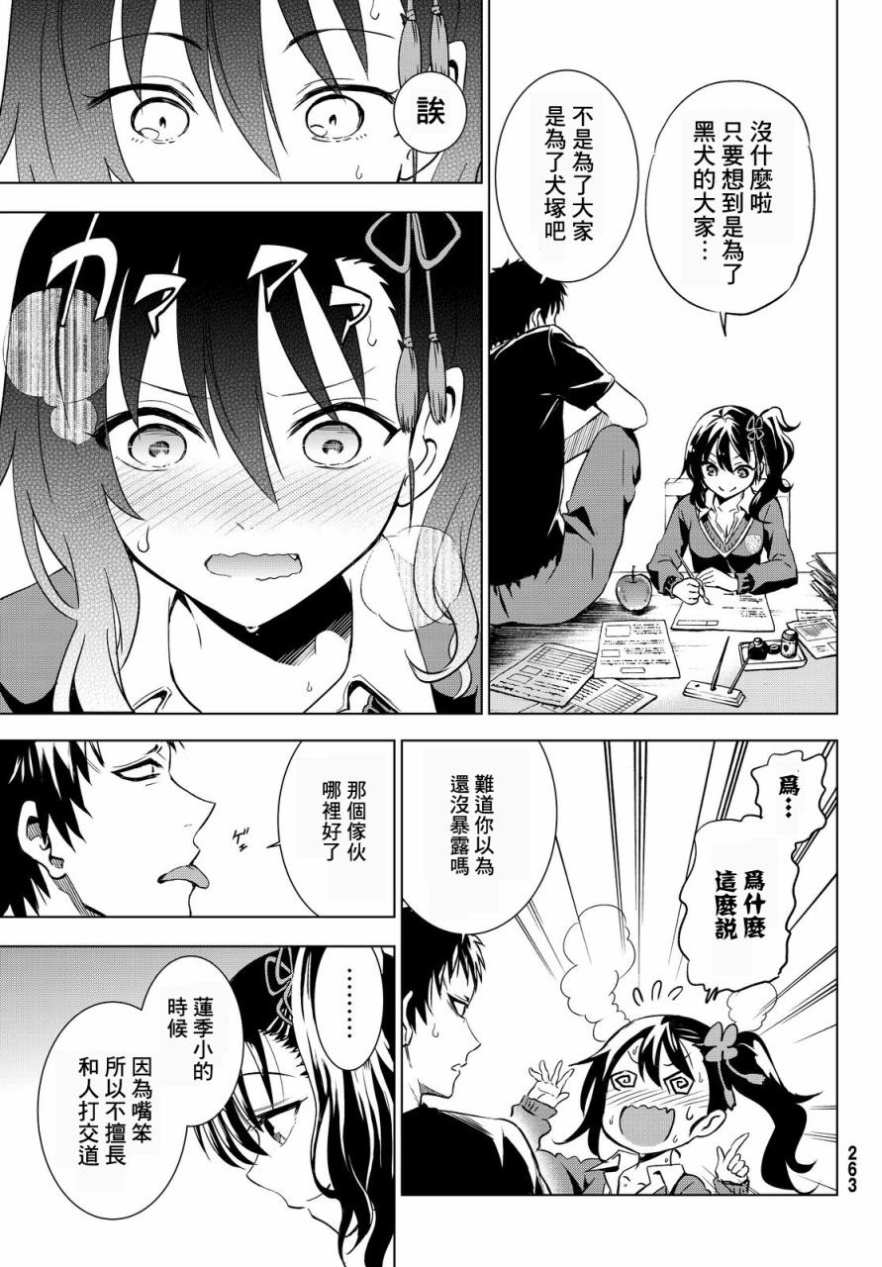 沒什麼啦
只要想到是為了
黑犬的大家…
不是為了大家
是為了犬塚吧
誒
爲…
爲什麼
這麼説
難道你以為
還沒暴露嗎
那個傢伙
哪裡好了
ゲェ
………
蓮季小的
時候
因為嘴笨
所以不擅長
和人打交道
263